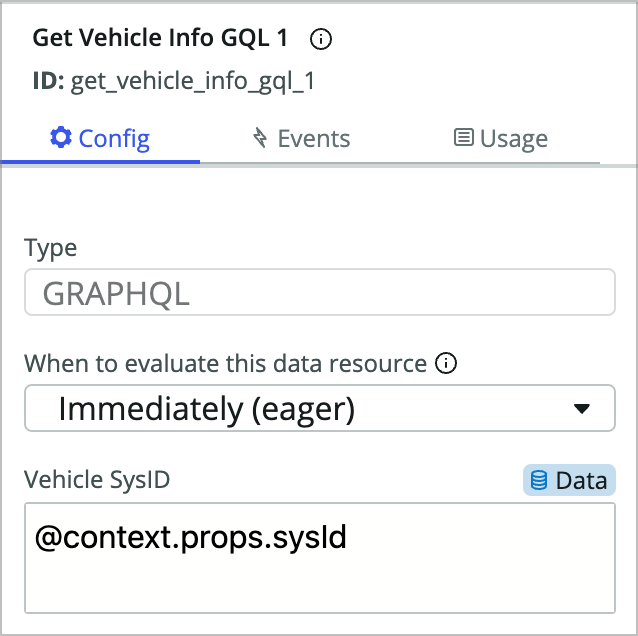 Get Vehicle Info GQL 1
ID: get_vehicle_info_gql_1
Config Events Usage
Type
GRAPHQL
When to evaluate this data resource
Immediately (eager)
Vehicle SysID Data
@context.props.sysId